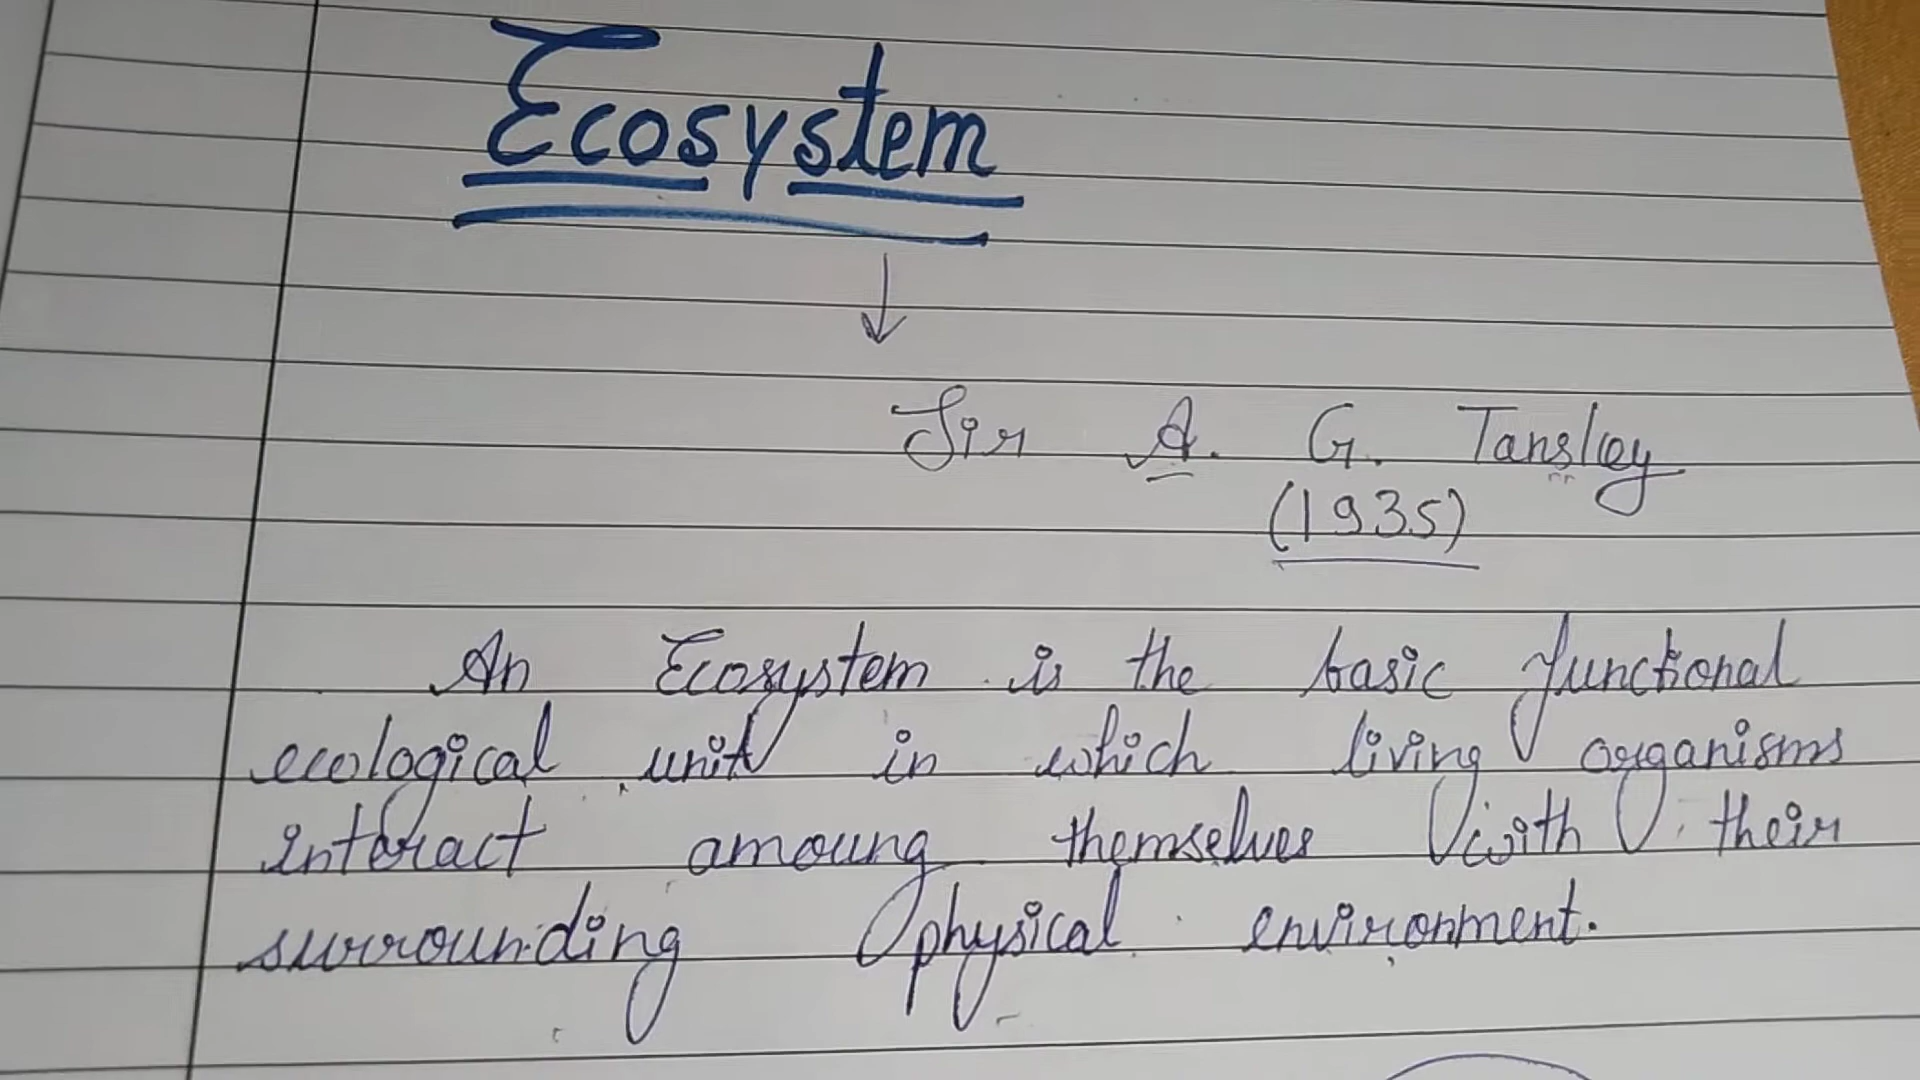 Ecosystem
Sir A. G. Tansley
(1935)
An Ecosystem is the basic functional
ecological unit in which living organisms
interact amoung themselves with their
surrounding physical environment.